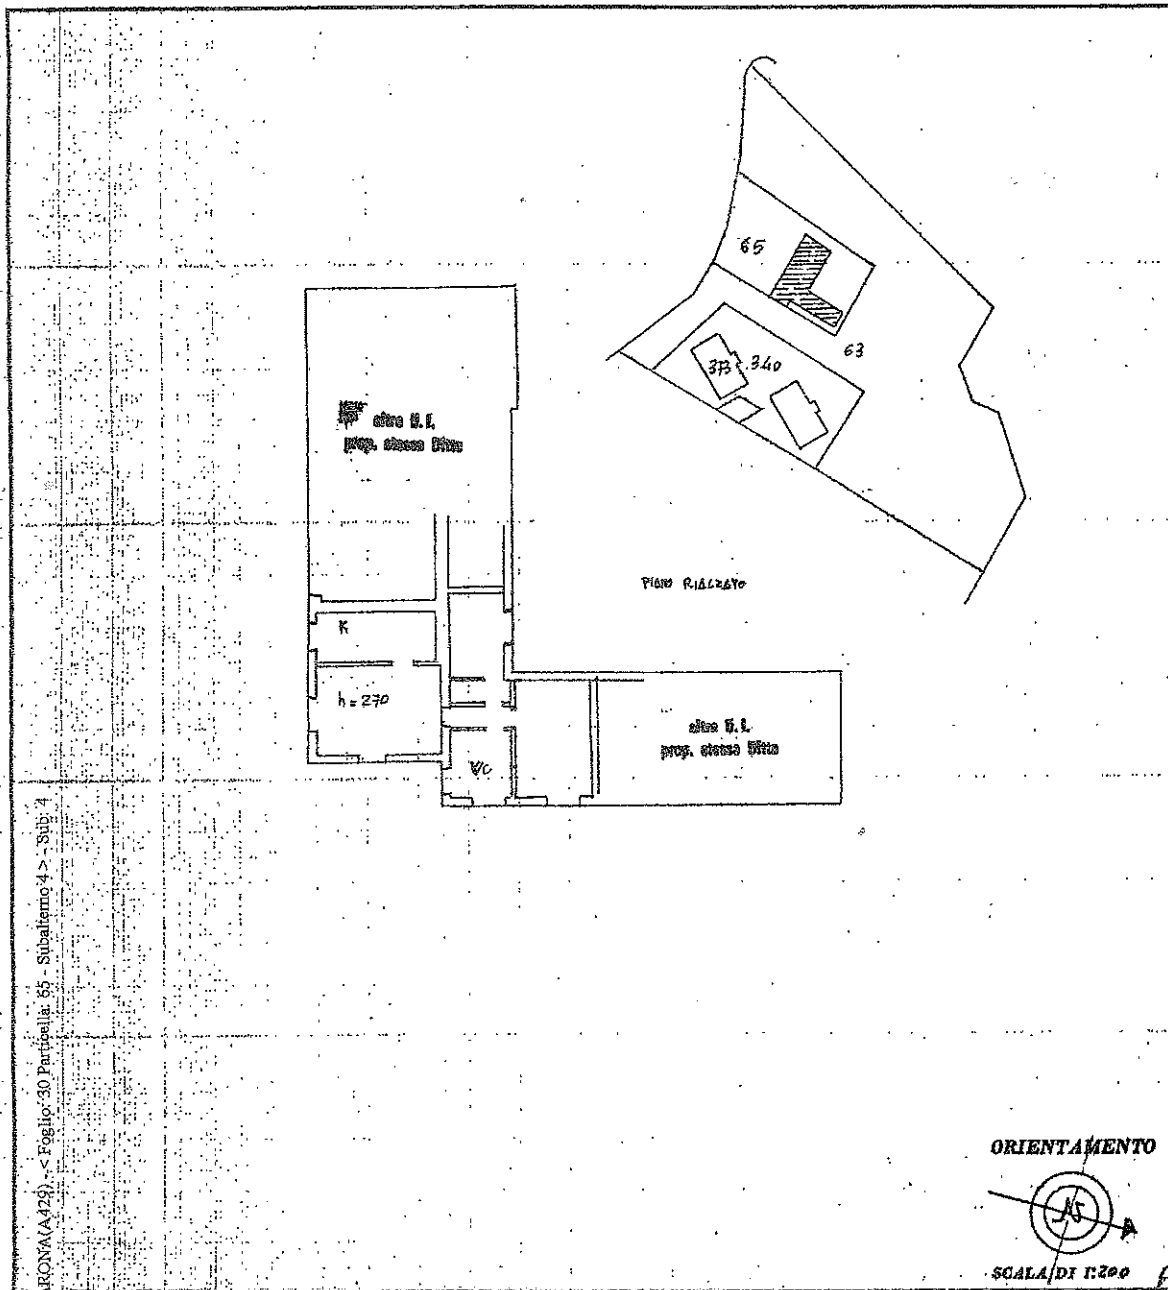 65
63
373 340
altra U.I.
prop. stessa Ditta
PIANO RIALZATO
K
h = 270
WC
altra U.I.
prop. stessa Ditta
ARONA(A429) - < Foglio: 30 Particella: 65 - Subalterno 4 > - Sub. 4
ORIENTAMENTO
N
SCALA DI 1:200